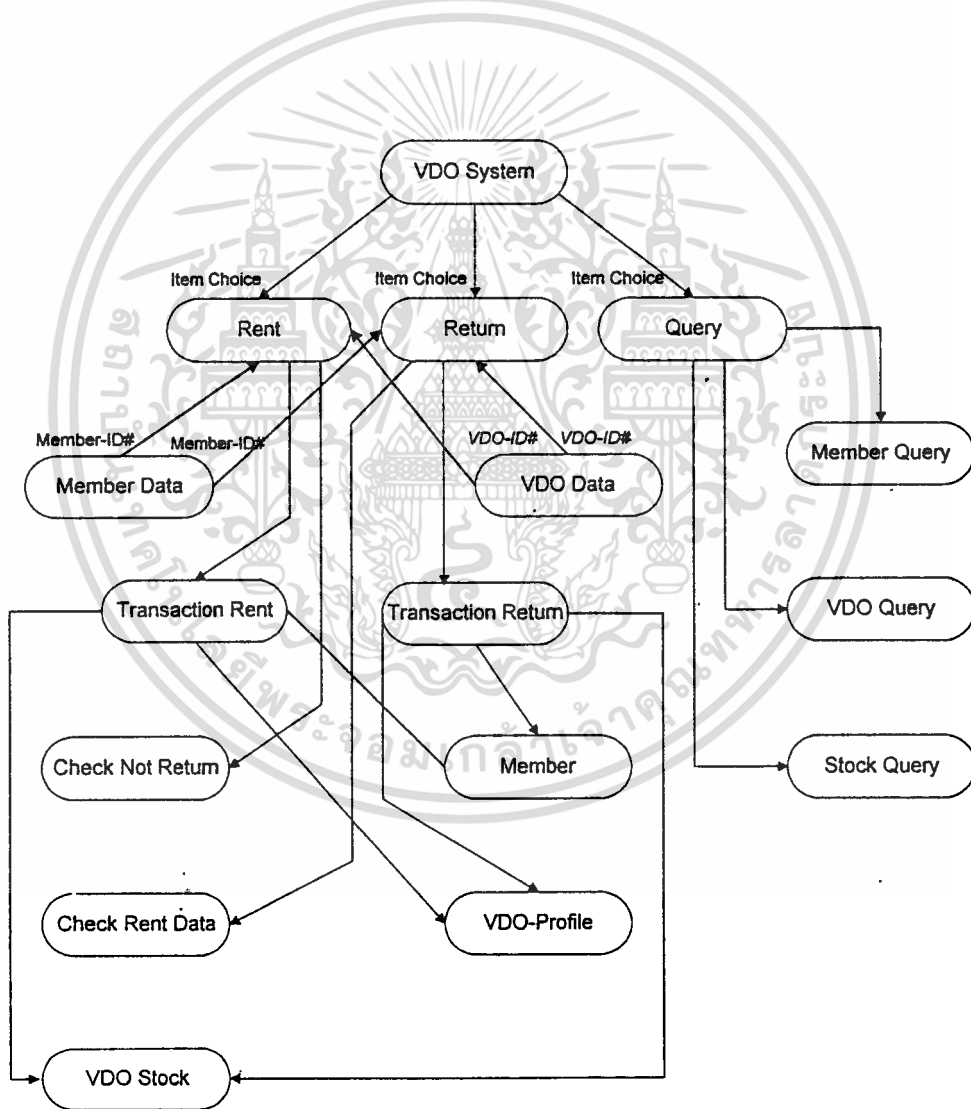 VDO System
Item Choice
Item Choice
Item Choice
Rent
Return
Query
Member-ID#
Member-ID#
VDO-ID#
VDO-ID#
Member Data
VDO Data
Member Query
Transaction Rent
Transaction Return
VDO Query
Check Not Return
Member
Stock Query
Check Rent Data
VDO-Profile
VDO Stock